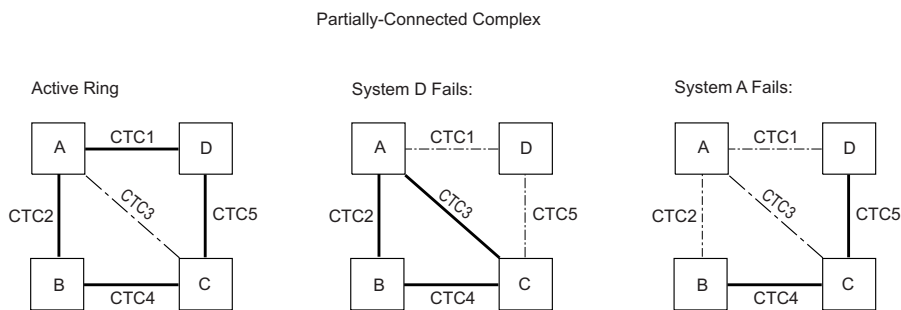 Partially-Connected Complex
Active Ring
System D Fails:
System A Fails:
A
CTC1
D
CTC2
CTC3
CTC5
B
CTC4
C
A
CTC1
D
CTC2
CTC3
CTC5
B
CTC4
C
A
CTC1
D
CTC2
CTC3
CTC5
B
CTC4
C